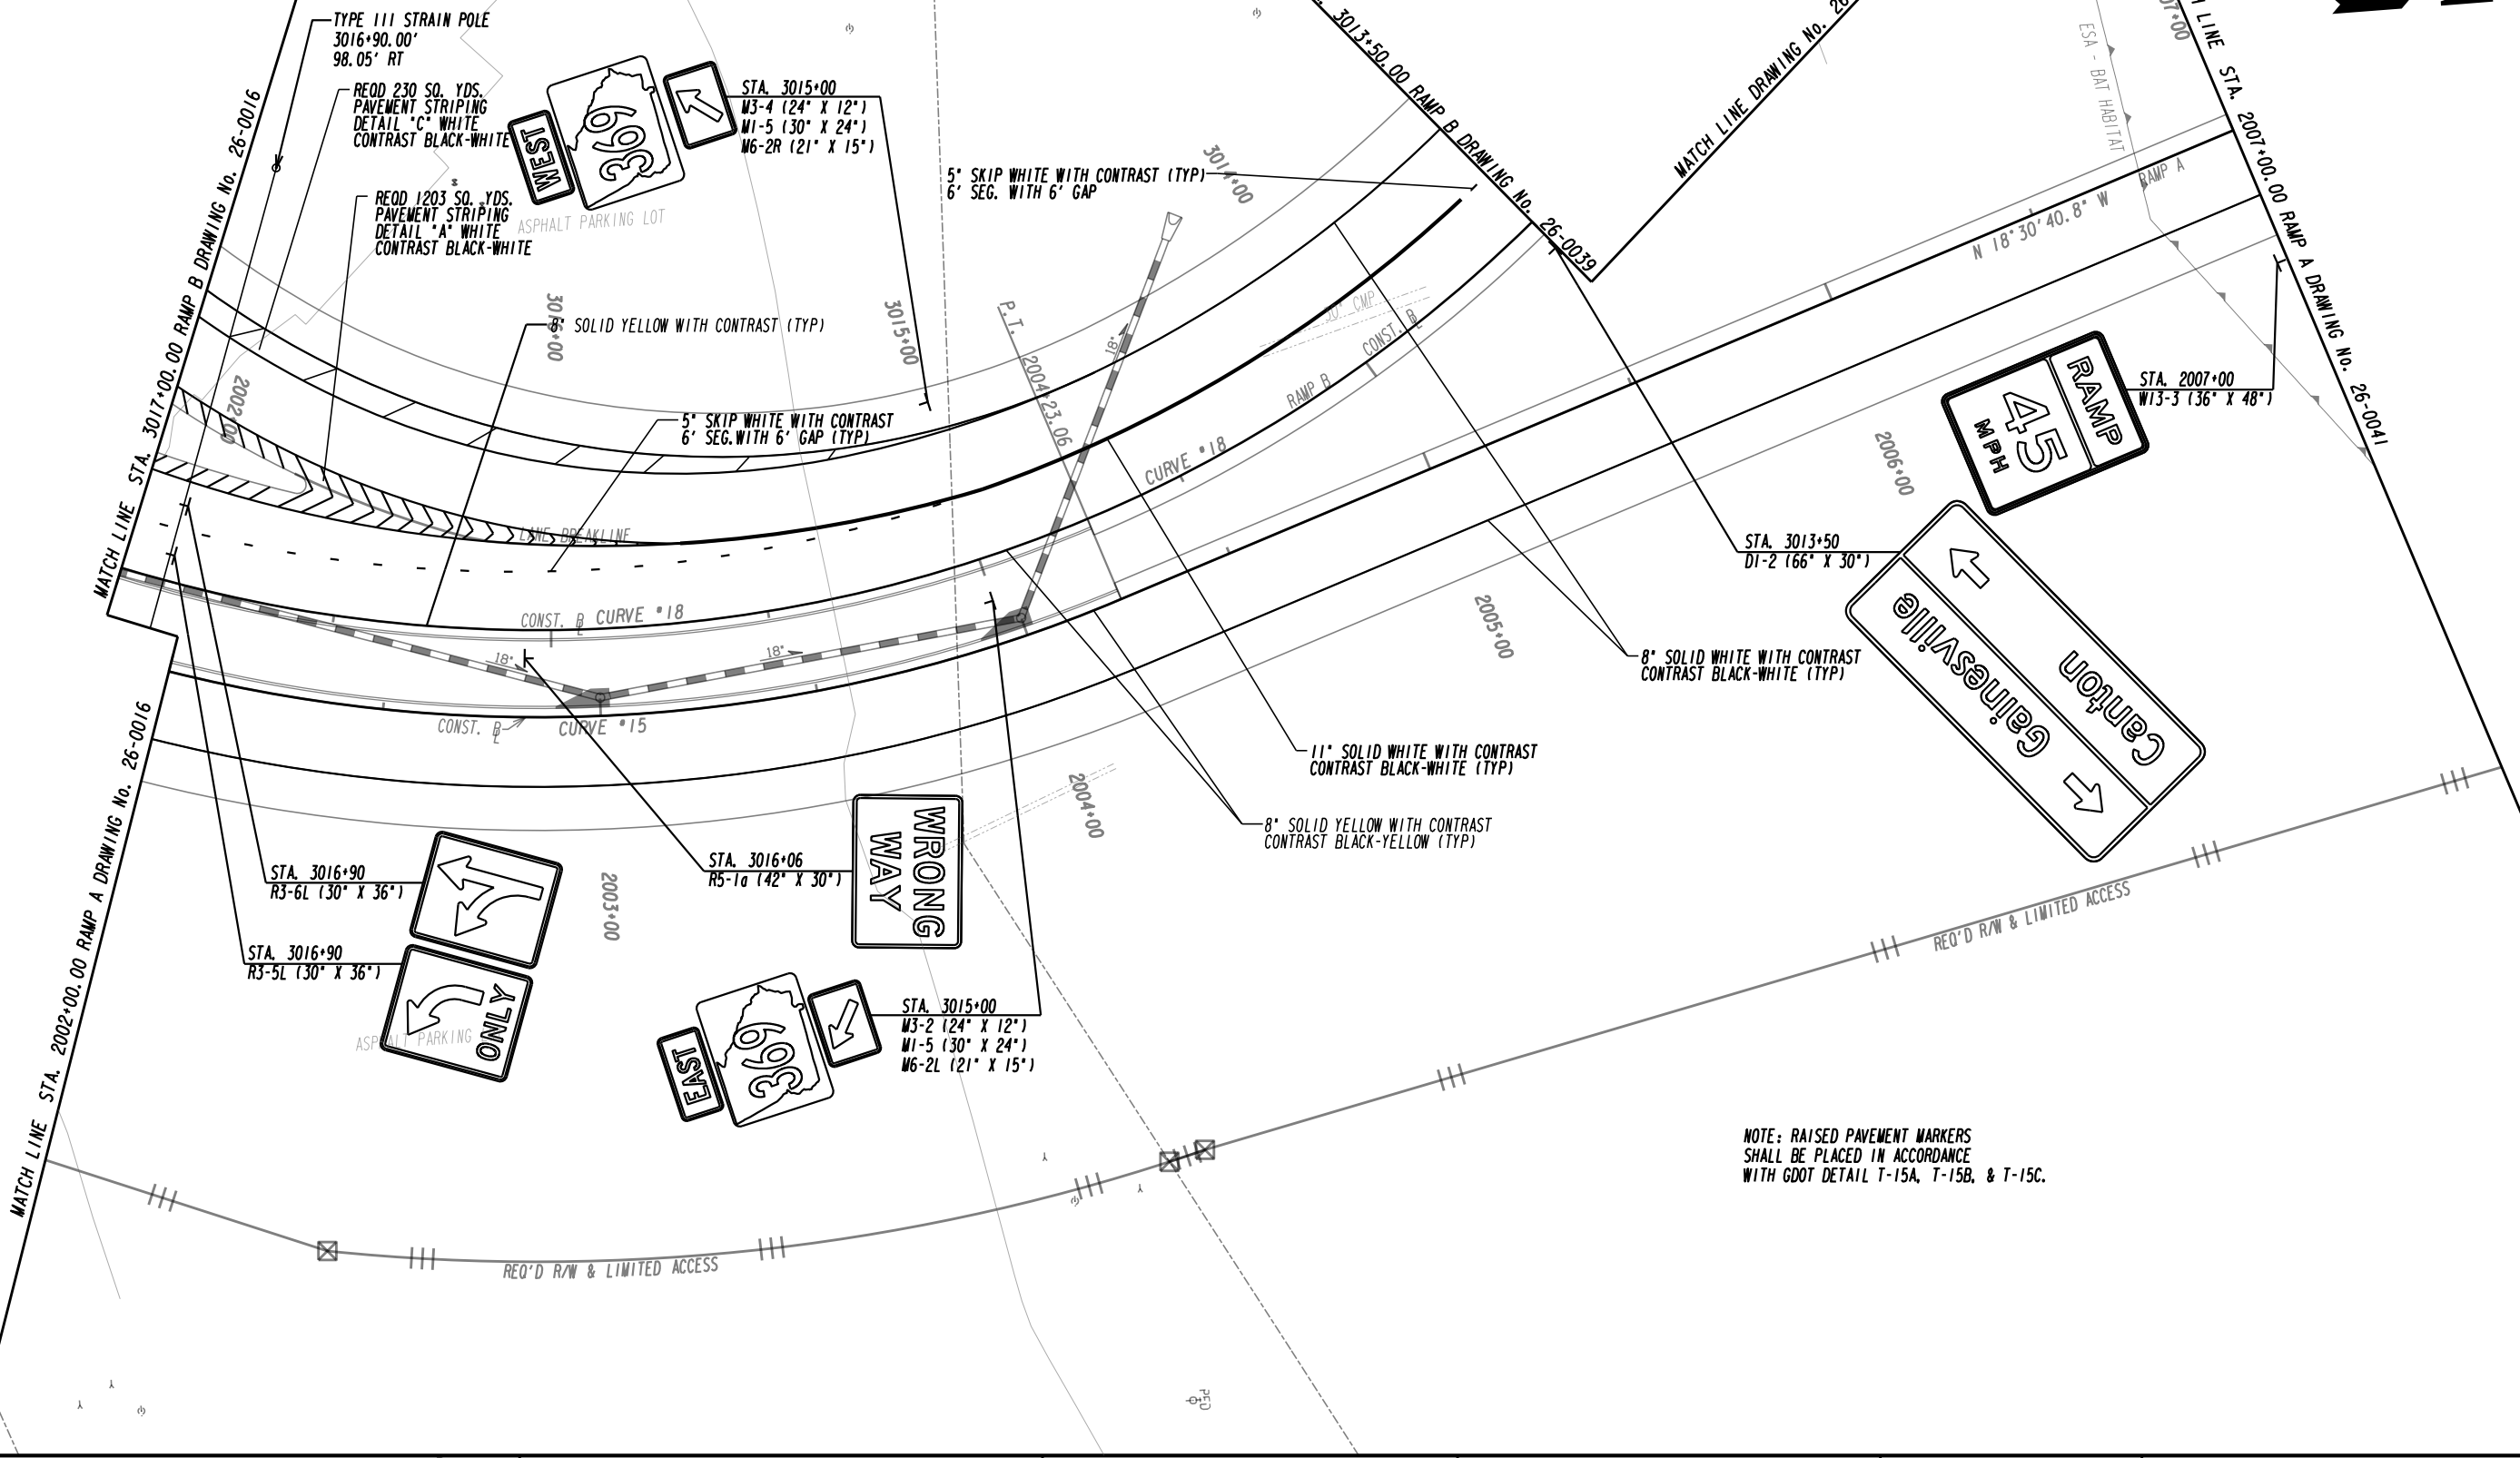 TYPE III STRAIN POLE
3016+90.00'
98.05' RT
REQD 230 SQ. YDS.
PAVEMENT STRIPING
DETAIL "C" WHITE
CONTRAST BLACK-WHITE
REQD 1203 SQ. YDS.
PAVEMENT STRIPING
DETAIL "A" WHITE
CONTRAST BLACK-WHITE
ASPHALT PARKING LOT
WEST
369
STA. 3015+00
M3-4 (24" X 12")
M1-5 (30" X 24")
M6-2R (21" X 15")
5" SKIP WHITE WITH CONTRAST (TYP)
6' SEG. WITH 6' GAP
3014+00
3013+50.00 RAMP B DRAWING No. 26-0039
MATCH LINE DRAWING No. 26
ESA - BAT HABITAT
07+00
H LINE STA. 2007+00.00 RAMP A DRAWING No. 26-0041
RAMP A
N 18°30'40.8" W
MATCH LINE STA. 3017+00.00 RAMP B DRAWING No. 26-0016
2002+00
3016+00
8" SOLID YELLOW WITH CONTRAST (TYP)
3015+00
P.T. 2004+23.06
18"
CMP
CONST. BL
RAMP B
CURVE #18
5" SKIP WHITE WITH CONTRAST
6' SEG.WITH 6' GAP (TYP)
LANE BREAKLINE
CONST. BL CURVE #18
18"
18"
CONST. BL
CURVE #15
RAMP
45
MPH
STA. 2007+00
W13-3 (36" X 48")
2006+00
2005+00
STA. 3013+50
D1-2 (66" X 30")
Gainesville
Canton
8" SOLID WHITE WITH CONTRAST
CONTRAST BLACK-WHITE (TYP)
11" SOLID WHITE WITH CONTRAST
CONTRAST BLACK-WHITE (TYP)
8" SOLID YELLOW WITH CONTRAST
CONTRAST BLACK-YELLOW (TYP)
2004+00
WRONG
WAY
STA. 3016+06
R5-1a (42" X 30")
2003+00
STA. 3016+90
R3-6L (30" X 36")
STA. 3016+90
R3-5L (30" X 36")
ONLY
ASPHALT PARKING
EAST
369
STA. 3015+00
M3-2 (24" X 12")
M1-5 (30" X 24")
M6-2L (21" X 15")
MATCH LINE STA. 2002+00.00 RAMP A DRAWING No. 26-0016
REQ'D R/W & LIMITED ACCESS
REQ'D R/W & LIMITED ACCESS
NOTE: RAISED PAVEMENT MARKERS
SHALL BE PLACED IN ACCORDANCE
WITH GDOT DETAIL T-15A, T-15B, & T-15C.
PED